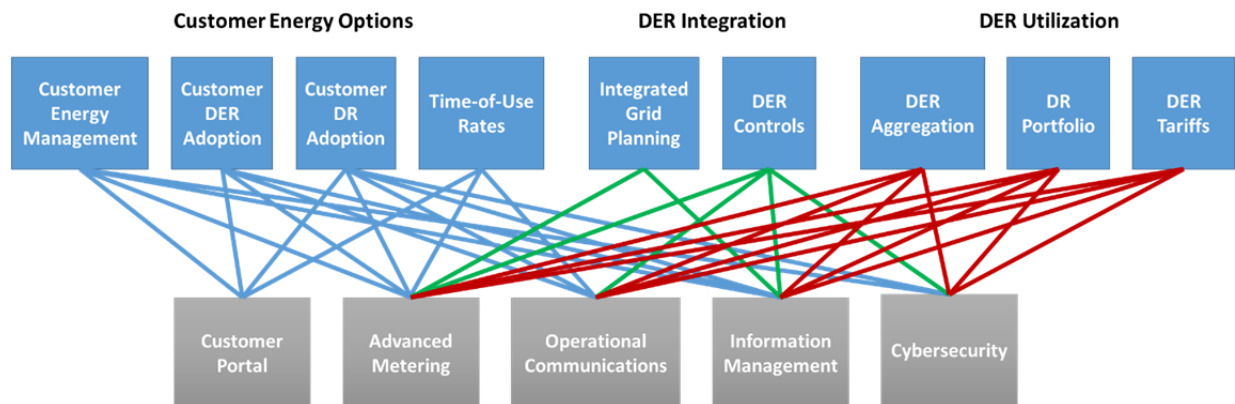 Customer Energy Options
DER Integration
DER Utilization
Customer
Energy
Management
Customer
DER
Adoption
Customer
DR
Adoption
Time-of-Use
Rates
Integrated
Grid
Planning
DER
Controls
DER
Aggregation
DR
Portfolio
DER
Tariffs
Customer
Portal
Advanced
Metering
Operational
Communications
Information
Management
Cybersecurity